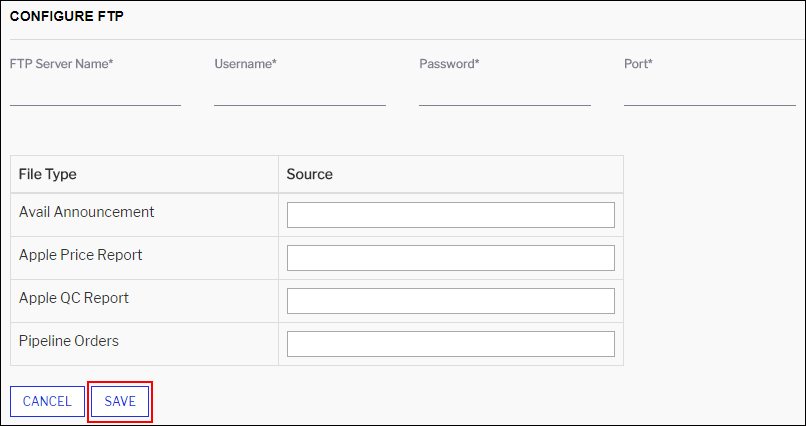 CONFIGURE FTP
FTP Server Name* Username* Password* Port*
File Type Source
Avail Announcement
Apple Price Report
Apple QC Report
Pipeline Orders
CANCEL SAVE